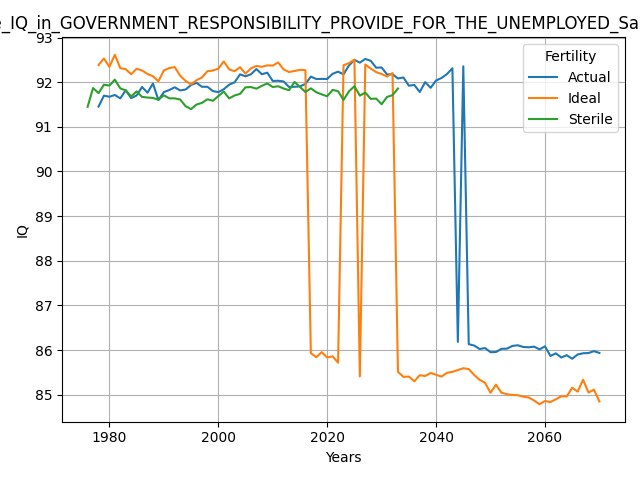 e_IQ_in_GOVERNMENT_RESPONSIBILITY_PROVIDE_FOR_THE_UNEMPLOYED_Sa
93
92
91
90
89
88
87
86
85
IQ
Fertility
Actual
Ideal
Sterile
1980
2000
2020
2040
2060
Years